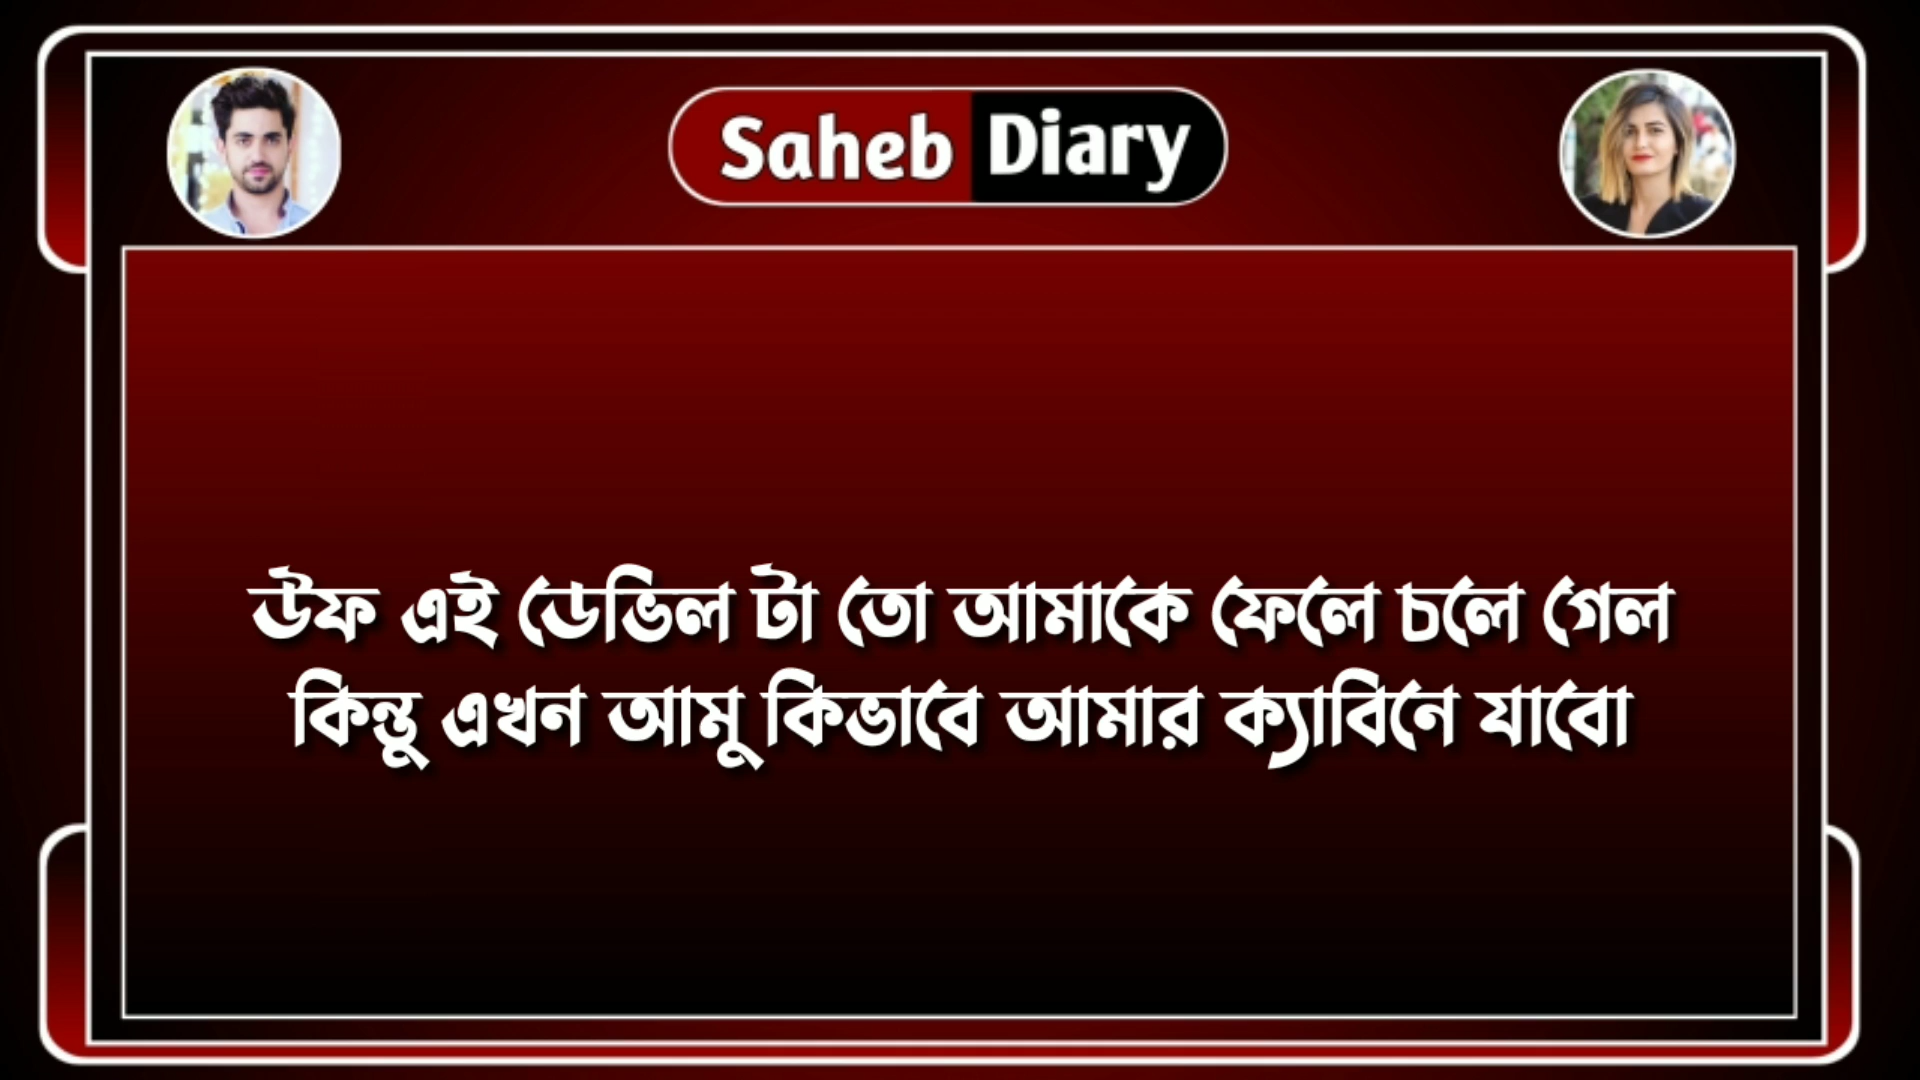 Saheb Diary
উফ এই ডেভিল টা তো আমাকে ফেলে চলে গেল
কিন্তু এখন আমু কিভাবে আমার ক্যাবিনে যাবো